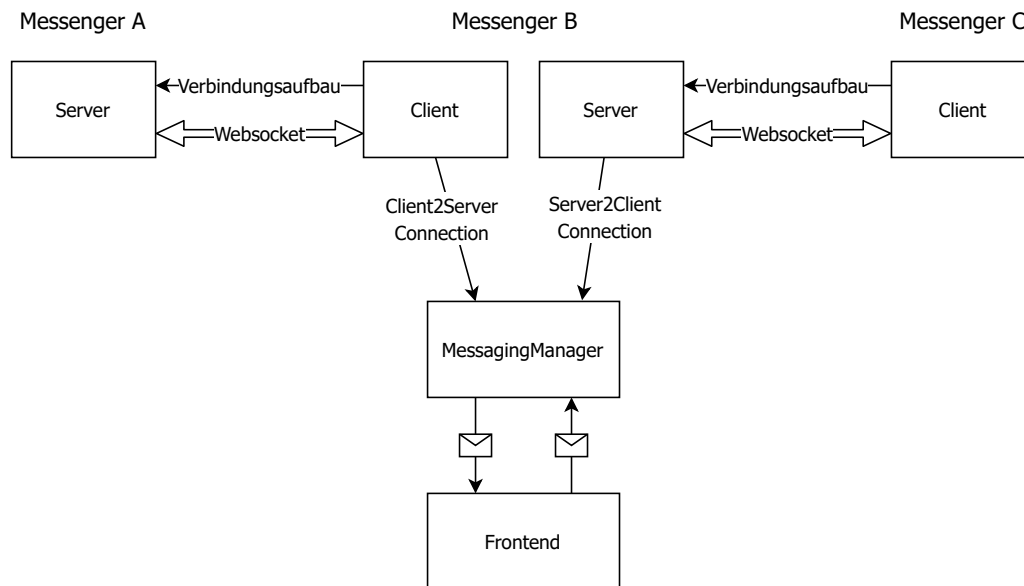 Messenger A
Messenger B
Messenger C
Server
Verbindungsaufbau
Websocket
Client
Server
Verbindungsaufbau
Websocket
Client
Client2Server
Connection
Server2Client
Connection
MessagingManager
Frontend